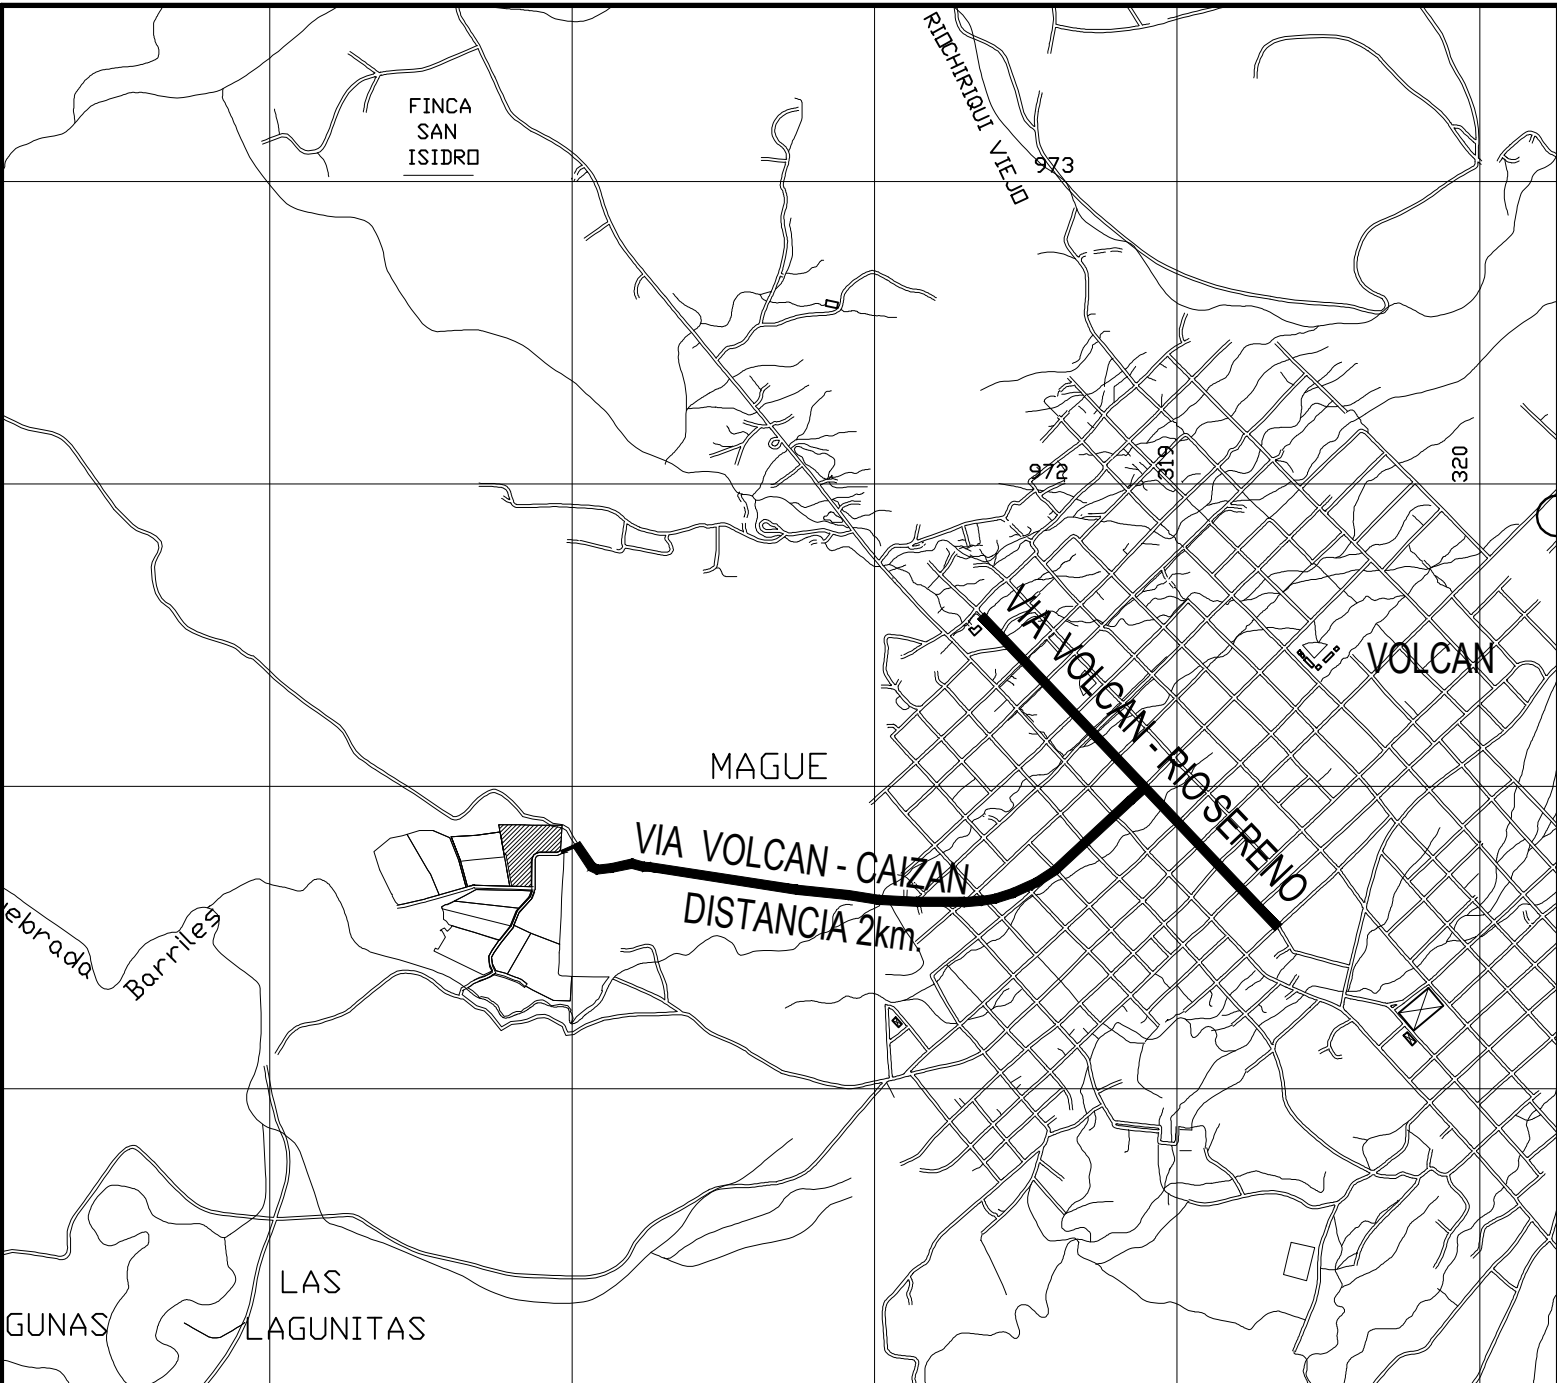 RIO CHIRIQUI VIEJO
FINCA
SAN
ISIDRO
973
972
319
320
VIA VOLCAN - RIO SERENO
VOLCAN
MAGUE
VIA VOLCAN - CAIZAN
DISTANCIA 2km.
ebrada
Barriles
LAS
LAGUNITAS
GUNAS